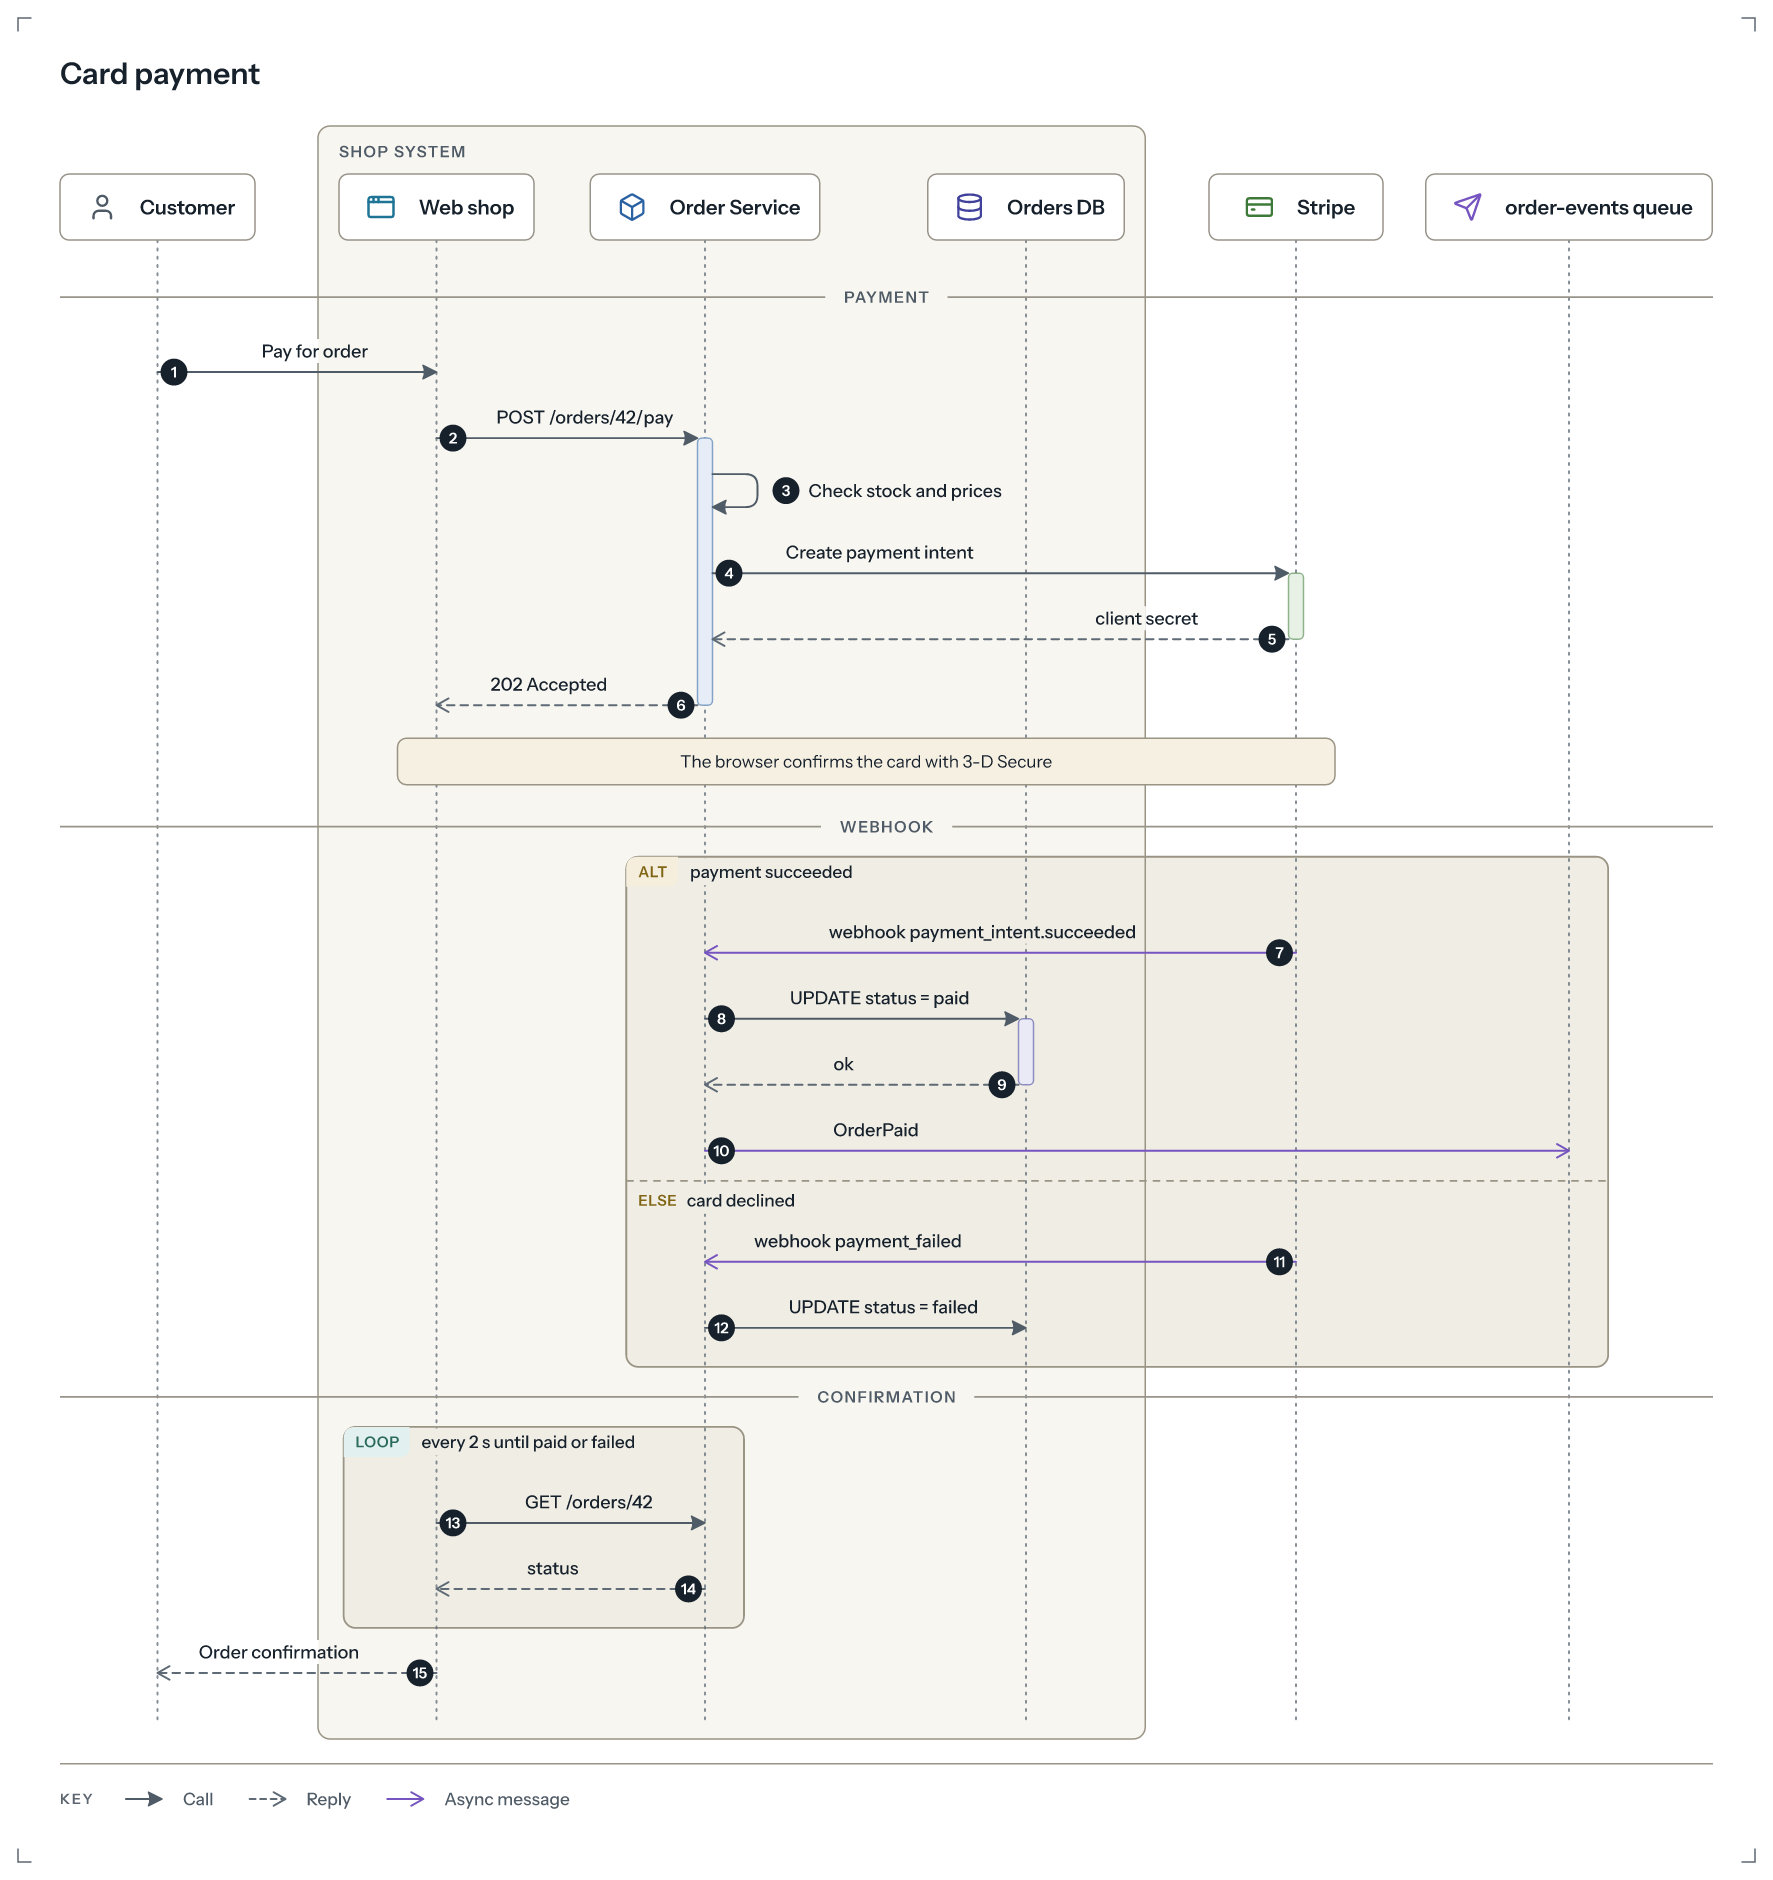 Card payment
SHOP SYSTEM
Customer
Web shop
Order Service
Orders DB
Stripe
order-events queue
PAYMENT
Pay for order
1
POST /orders/42/pay
2
3 Check stock and prices
Create payment intent
4
client secret
5
202 Accepted
6
The browser confirms the card with 3-D Secure
WEBHOOK
ALT payment succeeded
webhook payment_intent.succeeded
7
UPDATE status = paid
8
ok
9
OrderPaid
10
ELSE card declined
webhook payment_failed
11
UPDATE status = failed
12
CONFIRMATION
LOOP every 2 s until paid or failed
GET /orders/42
13
status
14
Order confirmation
15
KEY Call Reply Async message